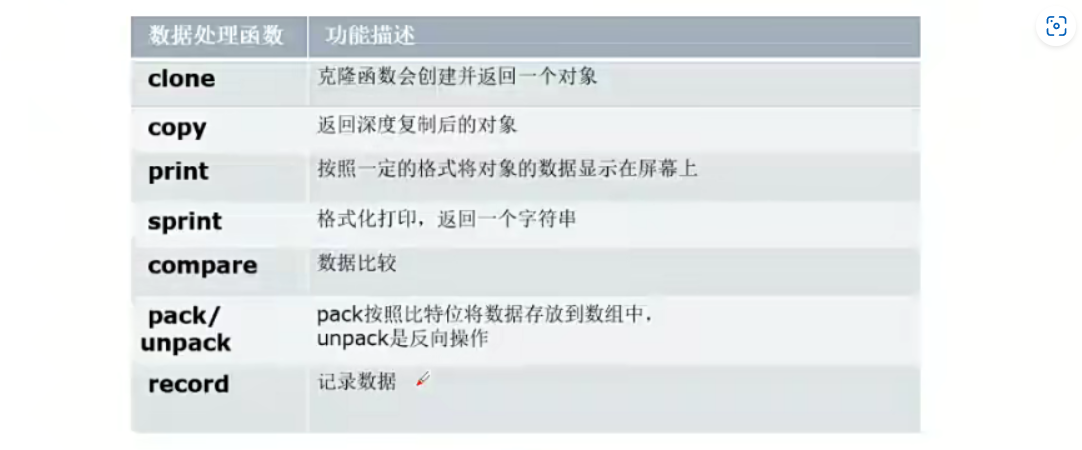 数据处理函数 功能描述
clone 克隆函数会创建并返回一个对象
copy 返回深度复制后的对象
print 按照一定的格式将对象的数据显示在屏幕上
sprint 格式化打印，返回一个字符串
compare 数据比较
pack/ pack按照比特位将数据存放到数组中，
unpack unpack是反向操作
record 记录数据